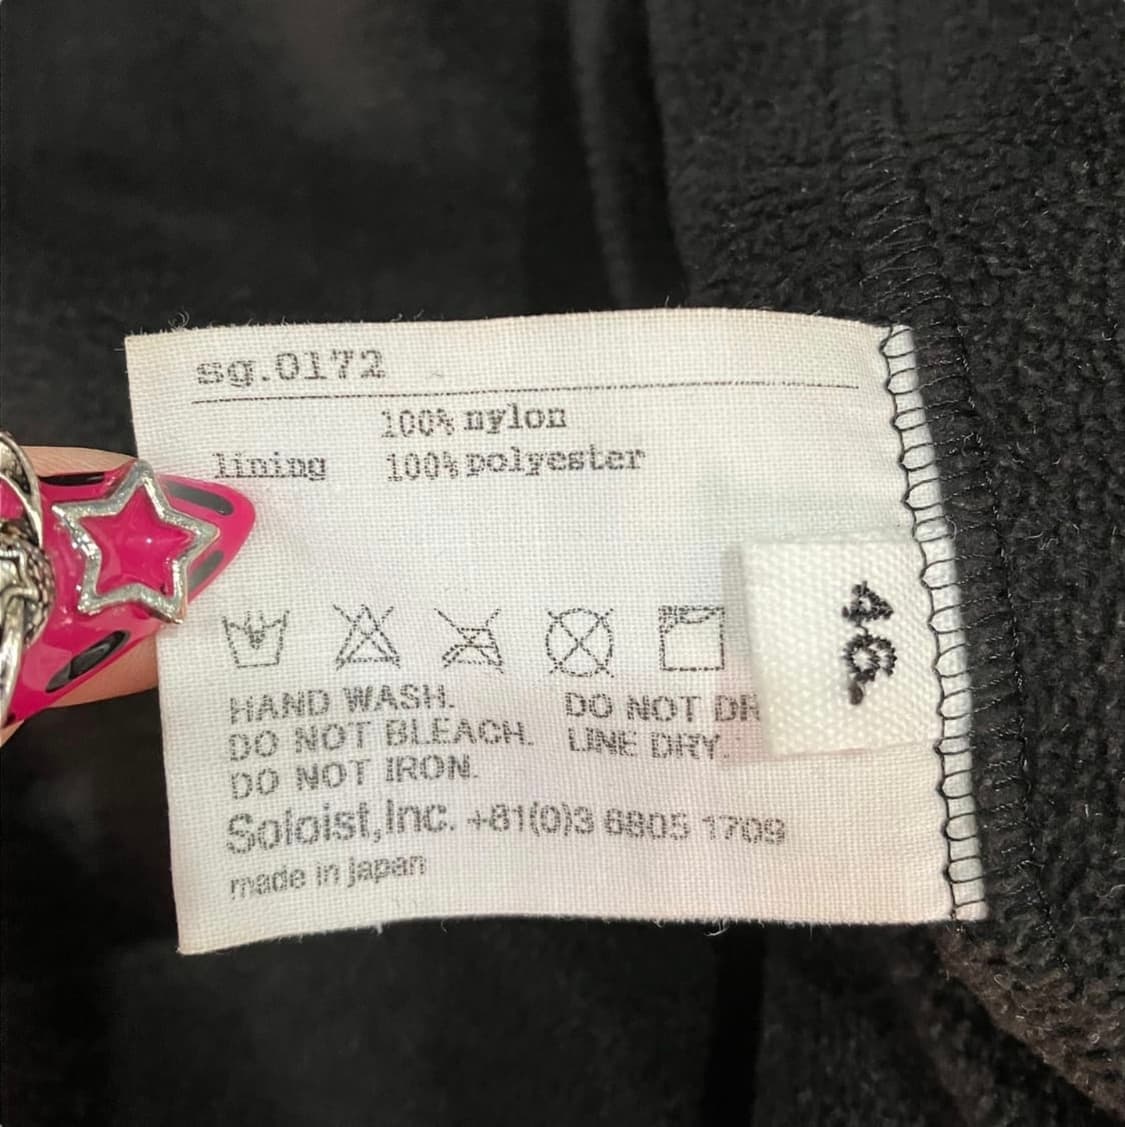 sg.0172
100% nylon
lining 100% polyester
HAND WASH. DO NOT DR
DO NOT BLEACH. LINE DRY.
DO NOT IRON.
Soloist,Inc. +81(0)3 6805 1709
made in japan
46.